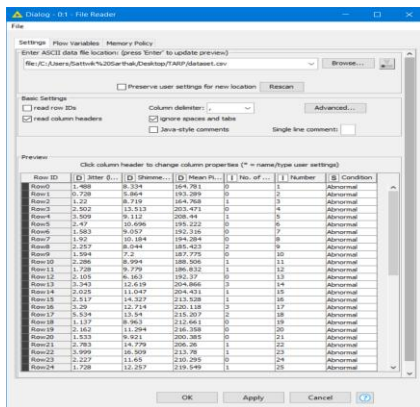 Dialog - 0:1 - File Reader
File
Settings Flow Variables Memory Policy
Enter ASCII data file location: (press 'Enter' to update preview)
file:/C:/Users/Sattwik%20Sarthak/Desktop/TARP/dataset.csv Browse...
Preserve user settings for new location Rescan
Basic Settings
read row IDs Column delimiter: , Advanced...
read column headers ignore spaces and tabs
Java-style comments Single line comment:
Preview
Click column header to change column properties (* = name/type user settings)
Row ID D Jitter (l... D Shimme... D Mean Pi... I No. of ... I Number S Condition
Row0 1.488 8.334 164.781 0 1 Abnormal
Row1 0.728 5.864 193.289 0 2 Abnormal
Row2 1.22 8.719 164.768 1 3 Abnormal
Row3 2.502 13.513 203.471 0 4 Abnormal
Row4 3.509 9.112 208.44 1 5 Abnormal
Row5 2.47 10.696 195.222 0 6 Abnormal
Row6 1.583 9.057 192.316 0 7 Abnormal
Row7 1.92 10.184 194.284 0 8 Abnormal
Row8 2.257 8.044 185.423 2 9 Abnormal
Row9 1.594 7.2 187.775 0 10 Abnormal
Row10 2.286 8.994 188.506 1 11 Abnormal
Row11 1.728 9.779 186.832 1 12 Abnormal
Row12 2.105 6.163 192.37 0 13 Abnormal
Row13 3.343 12.619 204.866 3 14 Abnormal
Row14 2.025 11.047 204.431 1 15 Abnormal
Row15 2.517 14.327 213.528 1 16 Abnormal
Row16 3.29 12.714 220.118 3 17 Abnormal
Row17 5.534 13.54 215.207 2 18 Abnormal
Row18 1.137 8.963 212.661 0 19 Abnormal
Row19 2.162 11.294 216.358 0 20 Abnormal
Row20 1.533 9.921 200.385 0 21 Abnormal
Row21 2.783 14.779 206.26 1 22 Abnormal
Row22 3.999 16.509 213.78 1 23 Abnormal
Row23 2.227 11.65 210.295 0 24 Abnormal
Row24 1.728 12.257 219.549 1 25 Abnormal
OK Apply Cancel ?